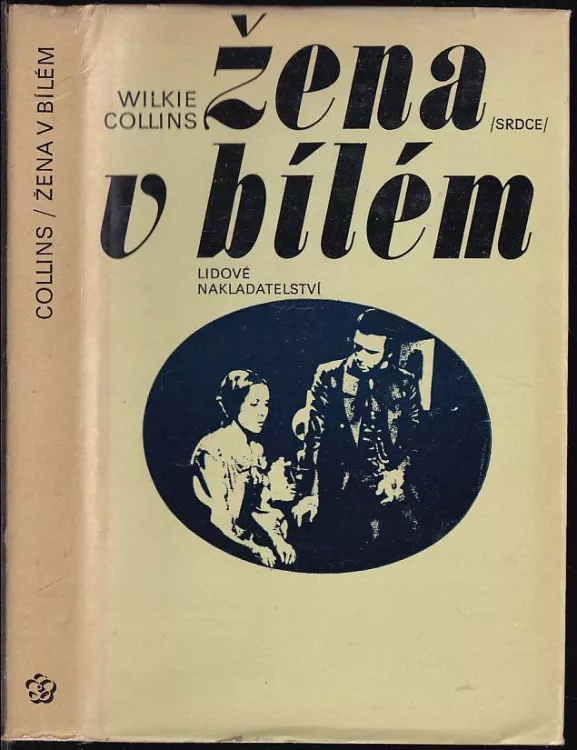 COLLINS / ŽENA V BÍLÉM
WILKIE
COLLINS
žena
/SRDCE/
v bílém
LIDOVÉ
NAKLADATELSTVÍ